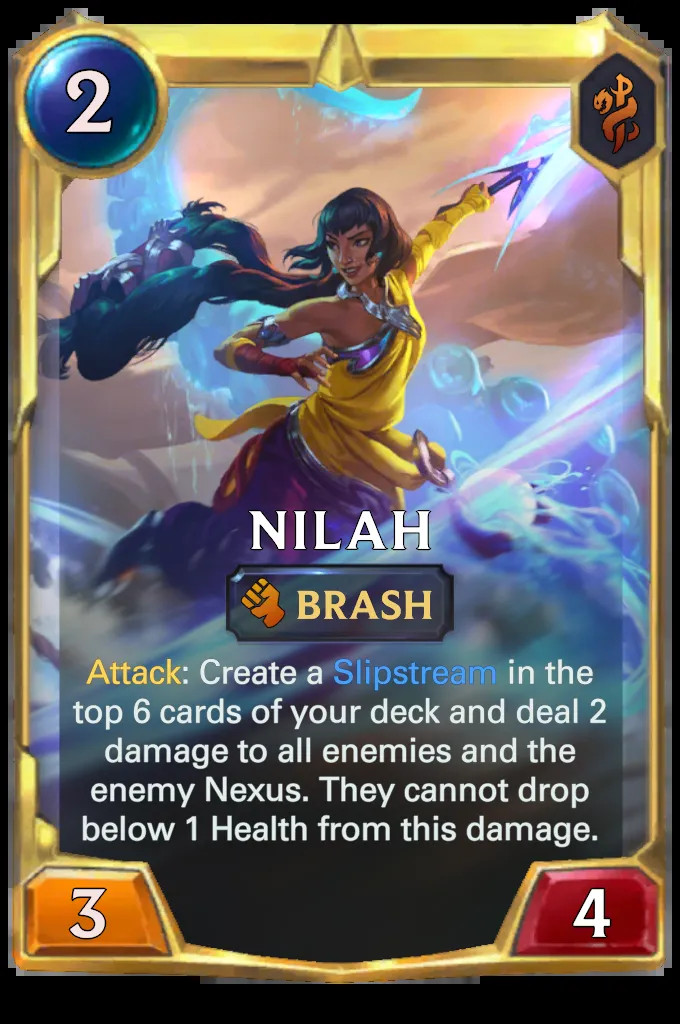 2
NILAH
BRASH
Attack: Create a Slipstream in the
top 6 cards of your deck and deal 2
damage to all enemies and the
enemy Nexus. They cannot drop
below 1 Health from this damage.
3
4